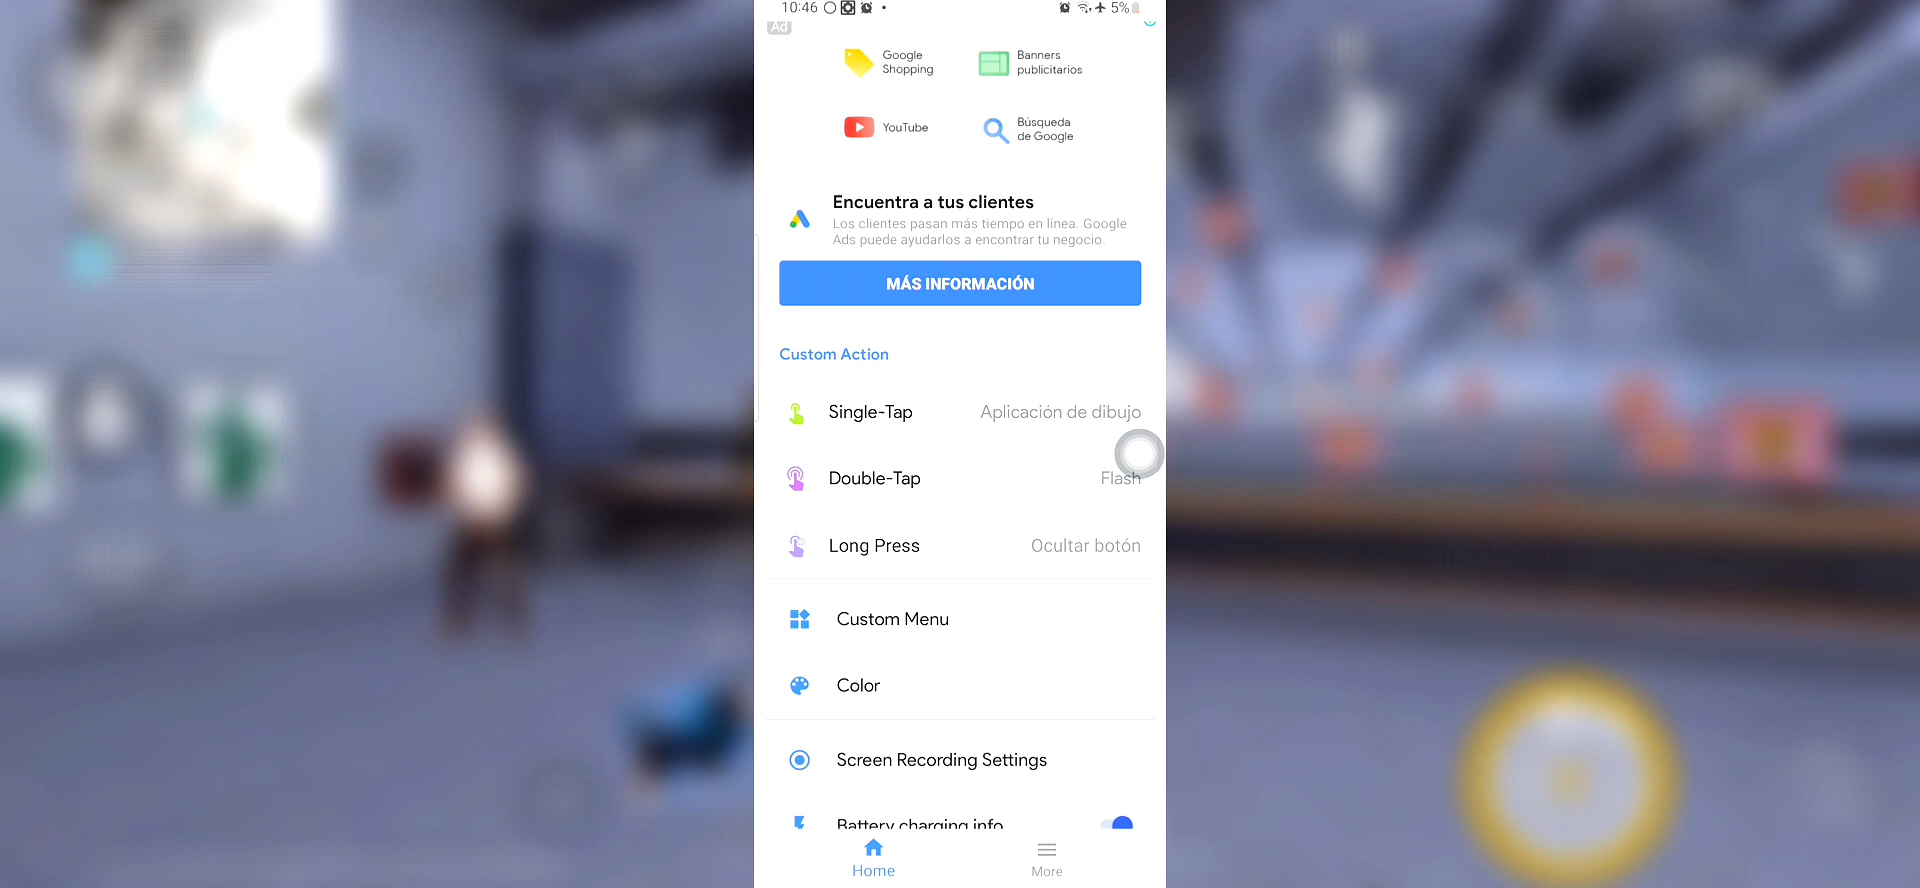 10:46 5%
Ad
Google
Shopping
Banners
publicitarios
YouTube
Búsqueda
de Google
Encuentra a tus clientes
Los clientes pasan más tiempo en línea. Google
Ads puede ayudarlos a encontrar tu negocio.
MÁS INFORMACIÓN
Custom Action
Single-Tap Aplicación de dibujo
Double-Tap Flash
Long Press Ocultar botón
Custom Menu
Color
Screen Recording Settings
Battery charging info
Home More